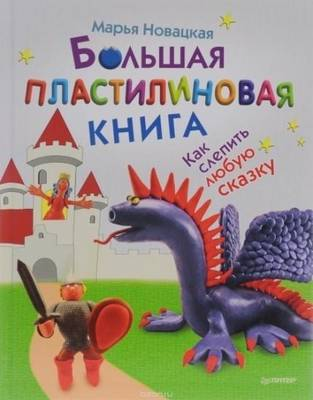 Марья Новацкая
БОЛЬШАЯ
ПЛАСТИЛИНОВАЯ
КНИГА
Как
слепить
любую
сказку
ПИТЕР